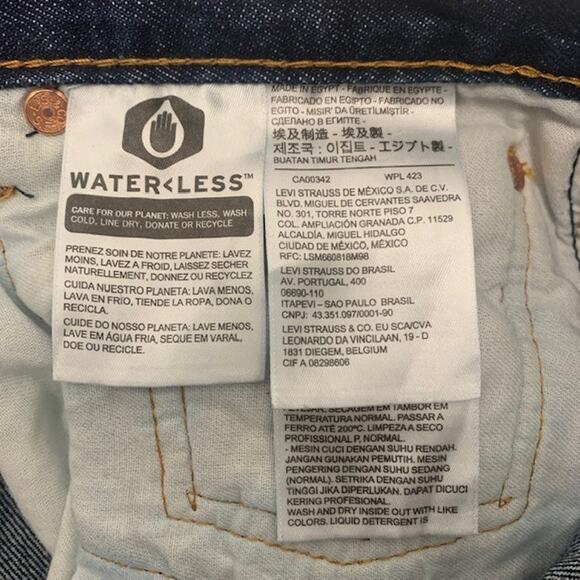 WATER<LESS™
CARE FOR OUR PLANET: WASH LESS, WASH
COLD, LINE DRY, DONATE OR RECYCLE
PRENEZ SOIN DE NOTRE PLANETE: LAVEZ
MOINS, LAVEZ A FROID, LAISSEZ SECHER
NATURELLEMENT, DONNEZ OU RECYCLEZ
CUIDA NUESTRO PLANETA: LAVA MENOS,
LAVA EN FRÍO, TIENDE LA ROPA, DONA O
RECICLA.
CUIDE DO NOSSO PLANETA: LAVE MENOS,
LAVE EM ÁGUA FRIA, SEQUE EM VARAL,
DOE OU RECICLE.
MADE IN EGYPT - FABRIQUE EN EGYPTE -
FABRICADO EN EGIPTO - FABRICADO NO
EGITO - MISIR' DA ÜRETİLMİŞTİR -
СДЕЛАНО В ЕГИПТЕ -
埃及制造 - 埃及製 -
제조국 : 이집트 - エジプト製 -
BUATAN TIMUR TENGAH
CA00342 WPL 423
LEVI STRAUSS DE MÉXICO S.A. DE C.V.
BLVD. MIGUEL DE CERVANTES SAAVEDRA
NO. 301, TORRE NORTE PISO 7
COL. AMPLIACIÓN GRANADA C.P. 11529
ALCALDÍA. MIGUEL HIDALGO
CIUDAD DE MÉXICO, MÉXICO
RFC: LSM660818M98
LEVI STRAUSS DO BRASIL
AV. PORTUGAL, 400
06690-110
ITAPEVI – SAO PAULO BRASIL
CNPJ: 43.351.097/0001-90
LEVI STRAUSS & CO. EU SCA/CVA
LEONARDO DA VINCILAAN, 19 - D
1831 DIEGEM, BELGIUM
CIF A 08298606
SECAGEM EM TAMBOR EM
TEMPERATURA NORMAL. PASSAR A
FERRO ATÉ 200ºC. LIMPEZA A SECO
PROFISSIONAL P, NORMAL.
- MESIN CUCI DENGAN SUHU RENDAH.
JANGAN GUNAKAN PEMUTIH. MESIN
PENGERING DENGAN SUHU SEDANG
(NORMAL). SETRIKA DENGAN SUHU
TINGGI JIKA DIPERLUKAN. DAPAT DICUCI
KERING PROFESIONAL.
WASH AND DRY INSIDE OUT WITH LIKE
COLORS. LIQUID DETERGENT IS